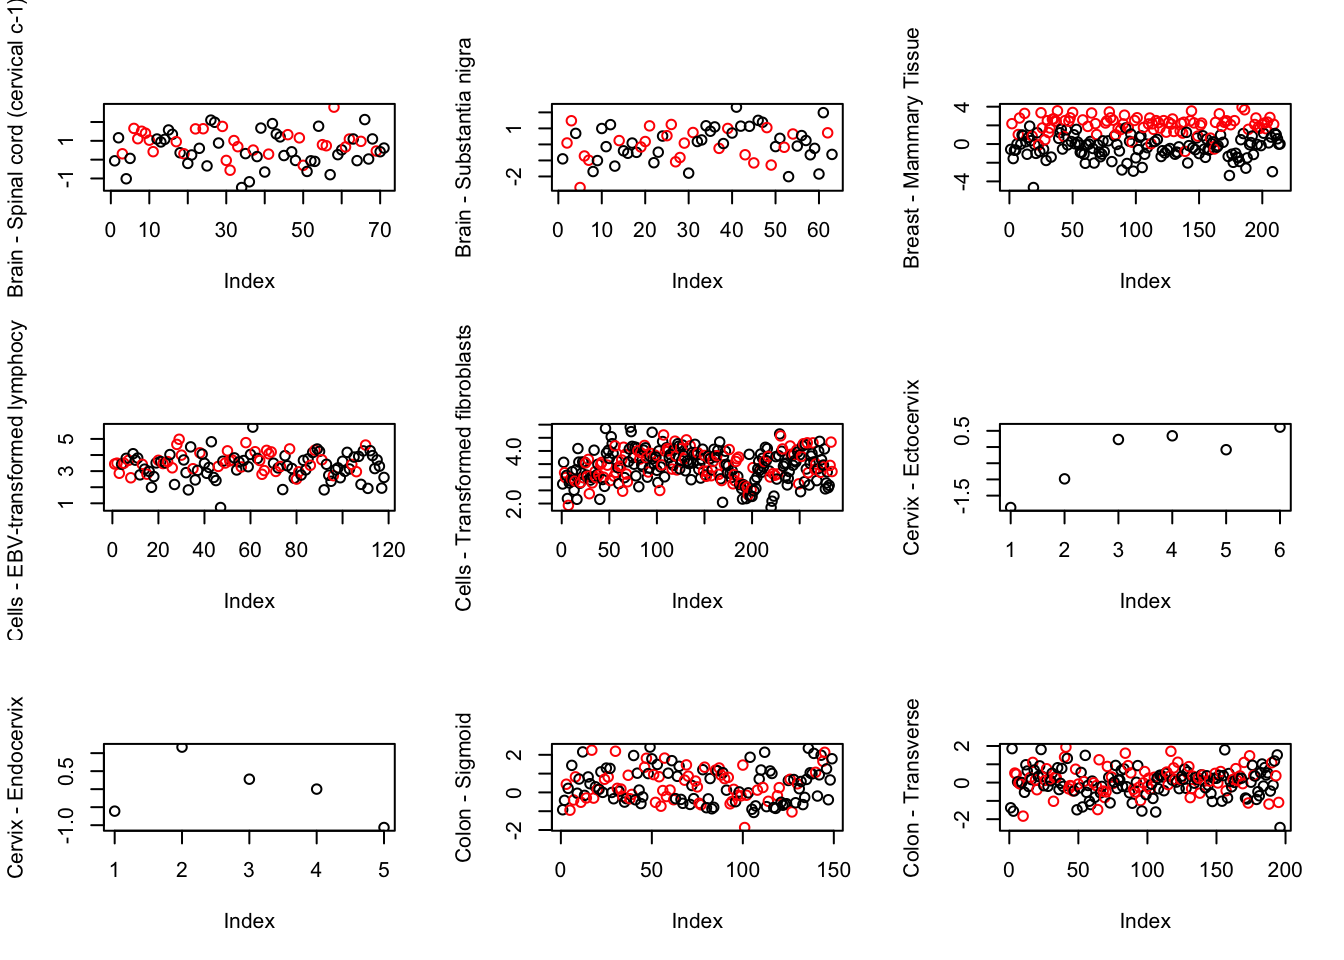 Brain - Spinal cord (cervical c-1)
1
-1
0 10 30 50 70
Index
Brain - Substantia nigra
1
-2
0 10 20 30 40 50 60
Index
Breast - Mammary Tissue
4
0
-4
0 50 100 150 200
Index
Cells - EBV-transformed lymphocy
5
3
1
0 20 40 60 80 120
Index
Cells - Transformed fibroblasts
4.0
2.0
0 50 100 200
Index
Cervix - Ectocervix
0.5
-1.5
1 2 3 4 5 6
Index
Cervix - Endocervix
0.5
-1.0
1 2 3 4 5
Index
Colon - Sigmoid
2
0
-2
0 50 100 150
Index
Colon - Transverse
2
0
-2
0 50 100 150 200
Index